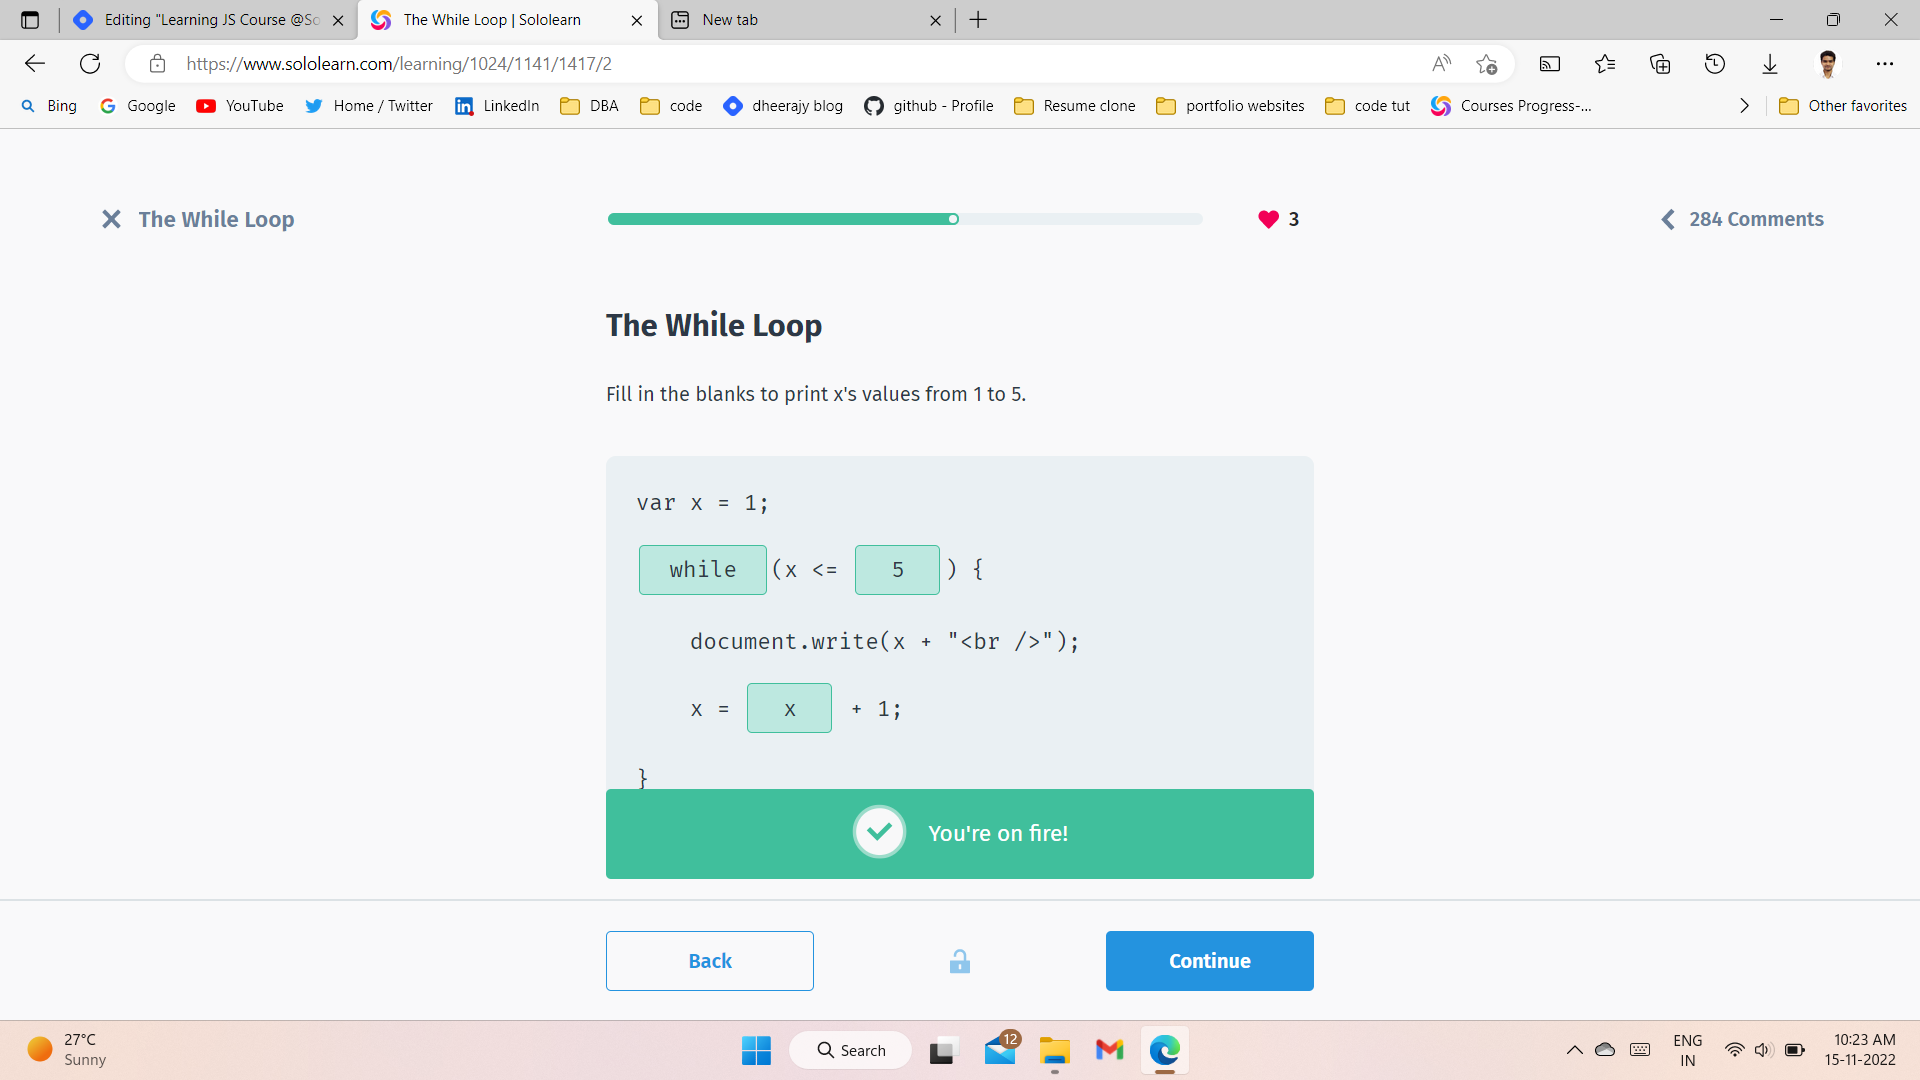 Editing "Learning JS Course @So
The While Loop | Sololearn
New tab
https://www.sololearn.com/learning/1024/1141/1417/2
Bing
Google
YouTube
Home / Twitter
LinkedIn
DBA
code
dheerajy blog
github - Profile
Resume clone
portfolio websites
code tut
Courses Progress-...
Other favorites
The While Loop
3
284 Comments
The While Loop
Fill in the blanks to print x's values from 1 to 5.
var x = 1;
while (x <= 5 ) {
document.write(x + "<br />");
x = x + 1;
}
You're on fire!
Back
Continue
27°C
Sunny
Search
12
ENG
IN
10:23 AM
15-11-2022